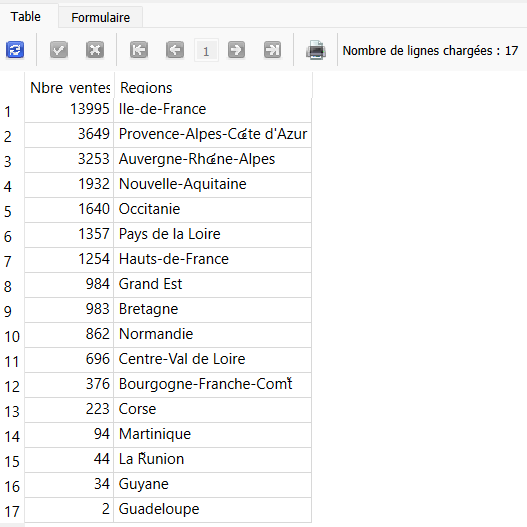 Table Formulaire
1 Nombre de lignes chargées : 17
Nbre ventes Regions
1 13995 Ile-de-France
2 3649 Provence-Alpes-Côte d'Azur
3 3253 Auvergne-Rhône-Alpes
4 1932 Nouvelle-Aquitaine
5 1640 Occitanie
6 1357 Pays de la Loire
7 1254 Hauts-de-France
8 984 Grand Est
9 983 Bretagne
10 862 Normandie
11 696 Centre-Val de Loire
12 376 Bourgogne-Franche-Comt
13 223 Corse
14 94 Martinique
15 44 La Runion
16 34 Guyane
17 2 Guadeloupe